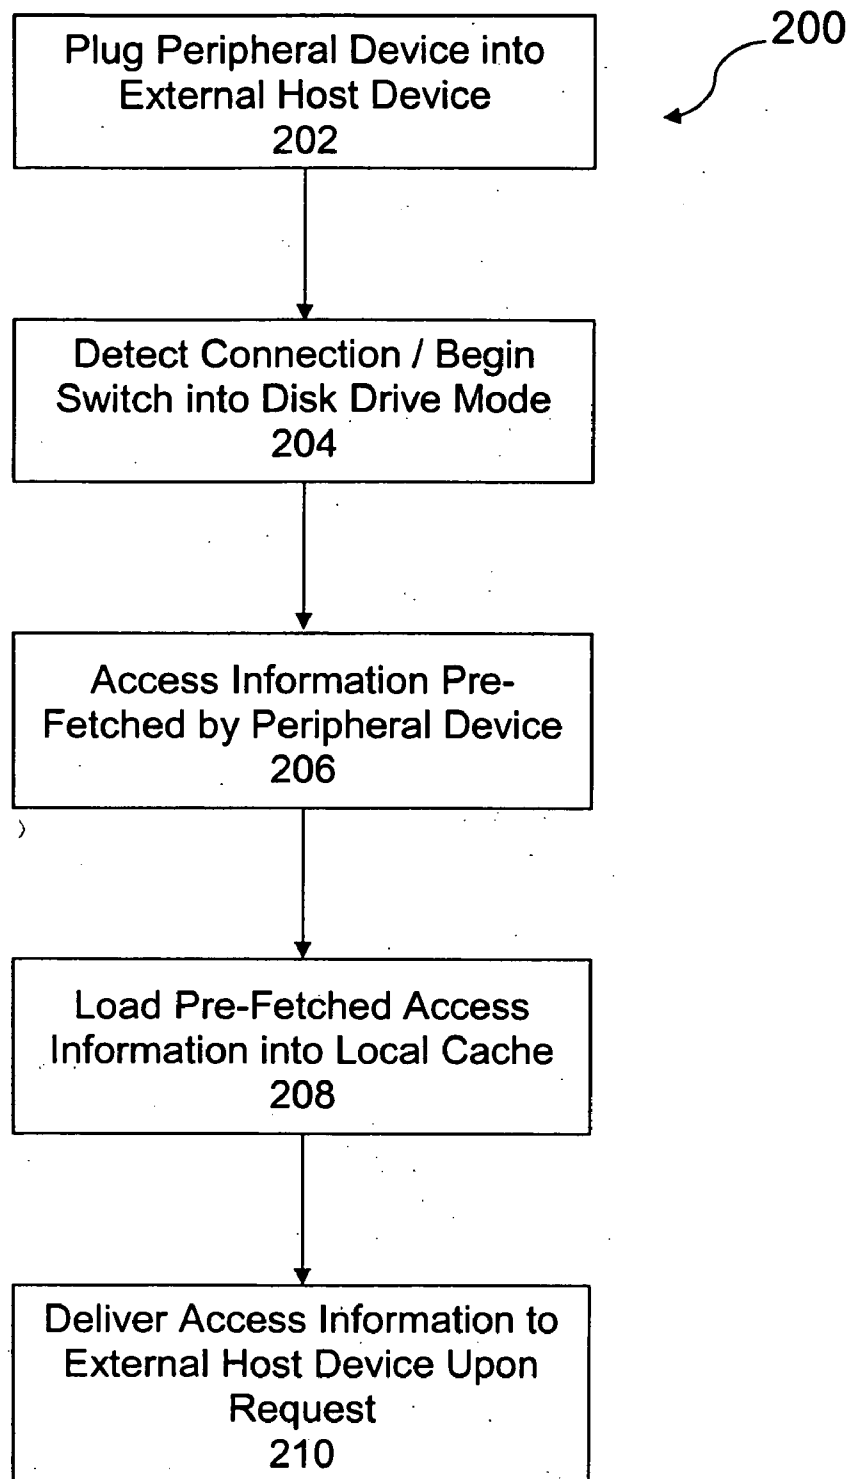 200
Plug Peripheral Device into
External Host Device
202
Detect Connection / Begin
Switch into Disk Drive Mode
204
Access Information Pre-
Fetched by Peripheral Device
206
Load Pre-Fetched Access
Information into Local Cache
208
Deliver Access Information to
External Host Device Upon
Request
210